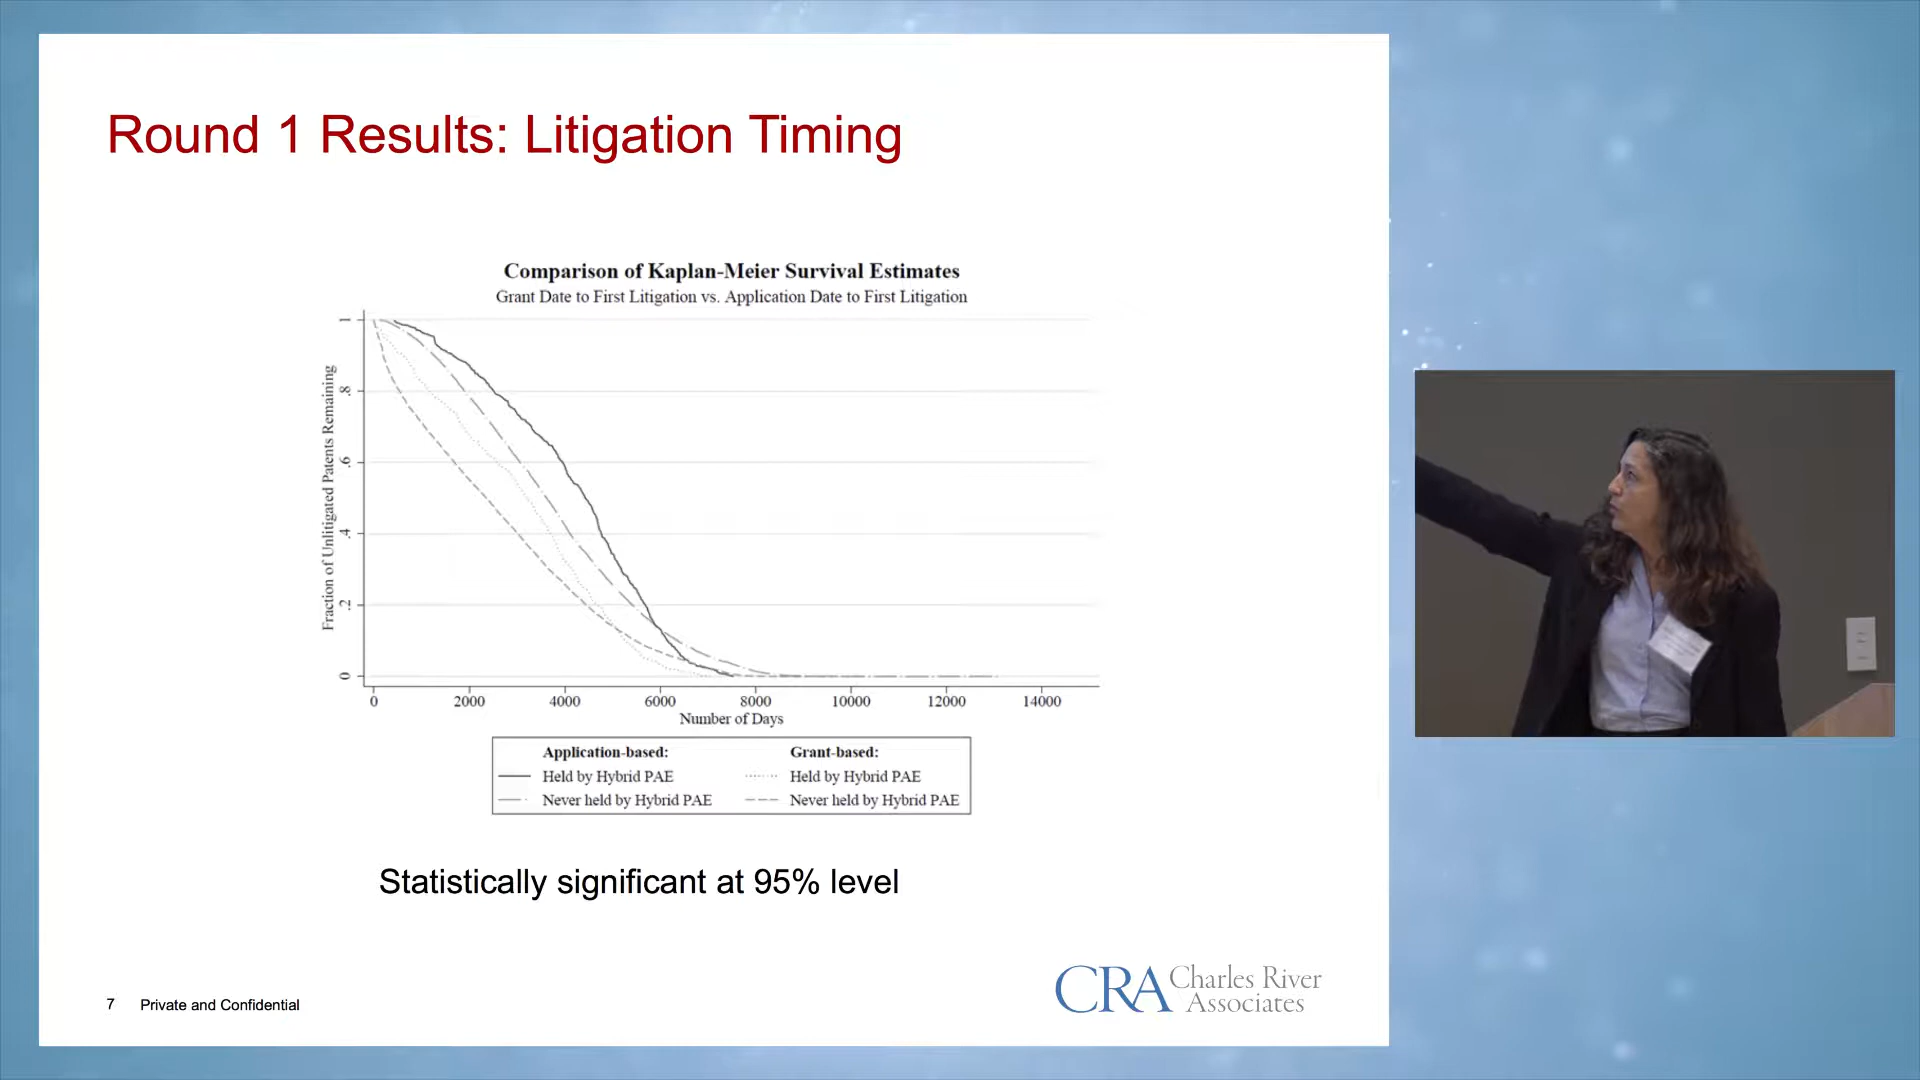 Round 1 Results: Litigation Timing
Comparison of Kaplan-Meier Survival Estimates
Grant Date to First Litigation vs. Application Date to First Litigation
Fraction of Unlitigated Patents Remaining
1
.8
.6
.4
.2
0
0 2000 4000 6000 8000 10000 12000 14000
Number of Days
Application-based: Grant-based:
Held by Hybrid PAE Held by Hybrid PAE
Never held by Hybrid PAE Never held by Hybrid PAE
Statistically significant at 95% level
7 Private and Confidential
CRA Charles River
Associates